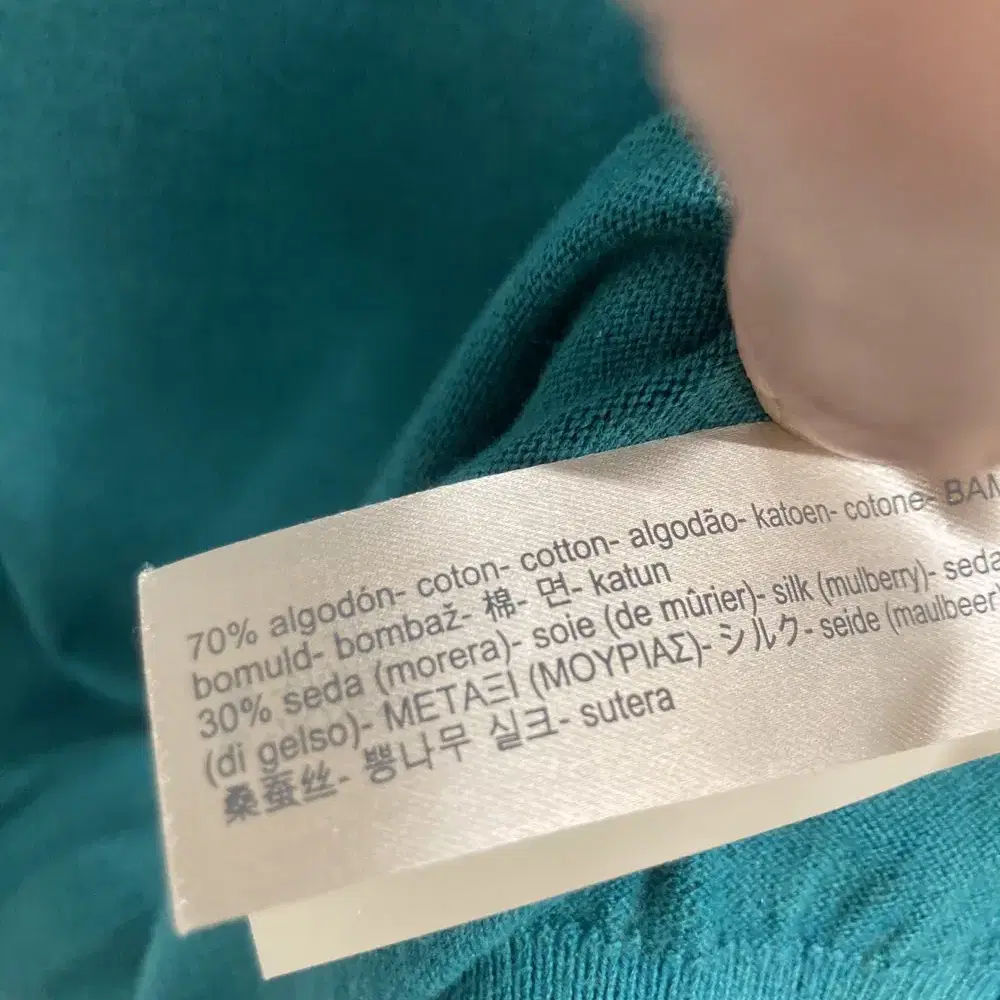 70% algodón- coton- cotton- algodão- katoen- cotone-
bomuld- bombaž- 棉- 면- katun
30% seda (morera)- soie (de mûrier)- silk (mulberry)- seda
(di gelso)- ΜΕΤΑΞΙ (ΜΟΥΡΙΑΣ)- シルク- seide (maulbeer
桑蚕丝- 뽕나무 실크- sutera